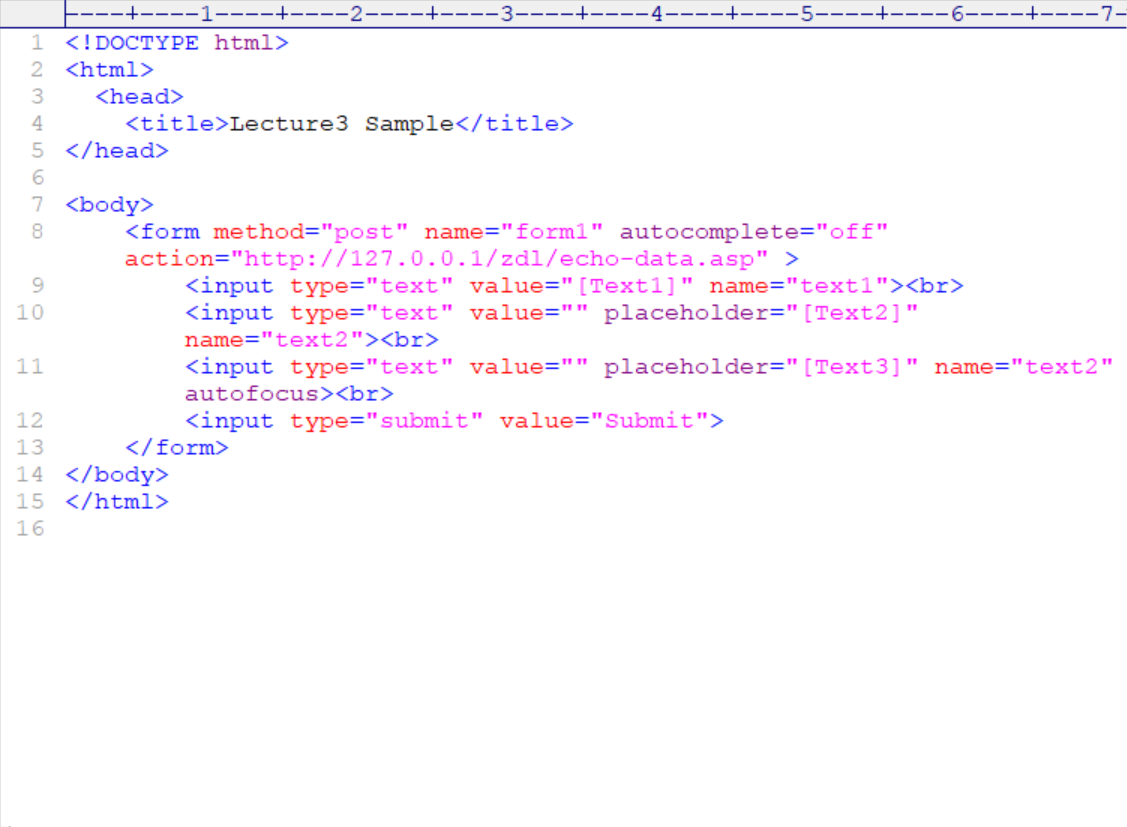 |----+----1----+----2----+----3----+----4----+----5----+----6----+----7-
1 <!DOCTYPE html>
2 <html>
3   <head>
4     <title>Lecture3 Sample</title>
5 </head>
6
7 <body>
8     <form method="post" name="form1" autocomplete="off"
    action="http://127.0.0.1/zdl/echo-data.asp" >
9         <input type="text" value="[Text1]" name="text1"><br>
10         <input type="text" value="" placeholder="[Text2]"
        name="text2"><br>
11         <input type="text" value="" placeholder="[Text3]" name="text2"
        autofocus><br>
12         <input type="submit" value="Submit">
13     </form>
14 </body>
15 </html>
16